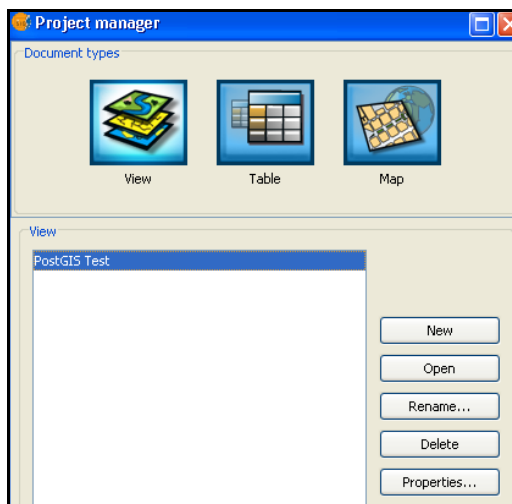 Project manager
Document types
View
Table
Map
View
PostGIS Test
New
Open
Rename...
Delete
Properties...